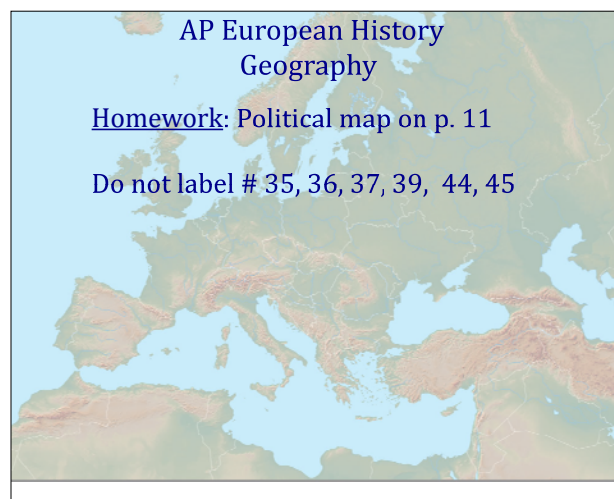 AP European History
Geography
Homework: Political map on p. 11
Do not label # 35, 36, 37, 39, 44, 45